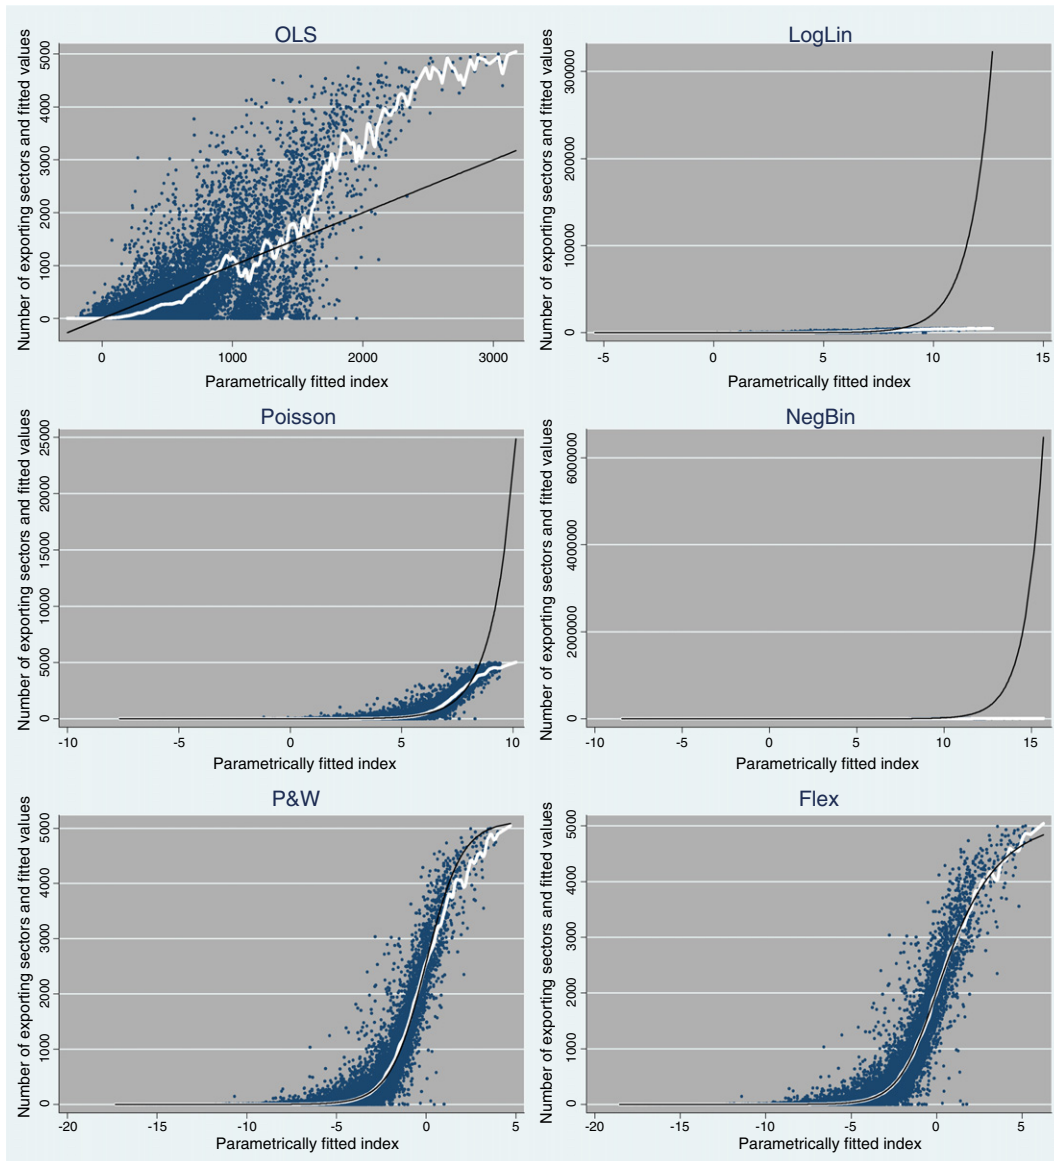 OLS
Number of exporting sectors and fitted values
5000
4000
3000
2000
1000
0
0 1000 2000 3000
Parametrically fitted index
LogLin
Number of exporting sectors and fitted values
300000
200000
100000
0
-5 0 5 10 15
Parametrically fitted index
Poisson
Number of exporting sectors and fitted values
25000
20000
15000
10000
5000
0
-10 -5 0 5 10
Parametrically fitted index
NegBin
Number of exporting sectors and fitted values
6000000
4000000
2000000
0
-10 -5 0 5 10 15
Parametrically fitted index
P&W
Number of exporting sectors and fitted values
5000
4000
3000
2000
1000
0
-20 -15 -10 -5 0 5
Parametrically fitted index
Flex
Number of exporting sectors and fitted values
5000
4000
3000
2000
1000
0
-20 -15 -10 -5 0 5
Parametrically fitted index